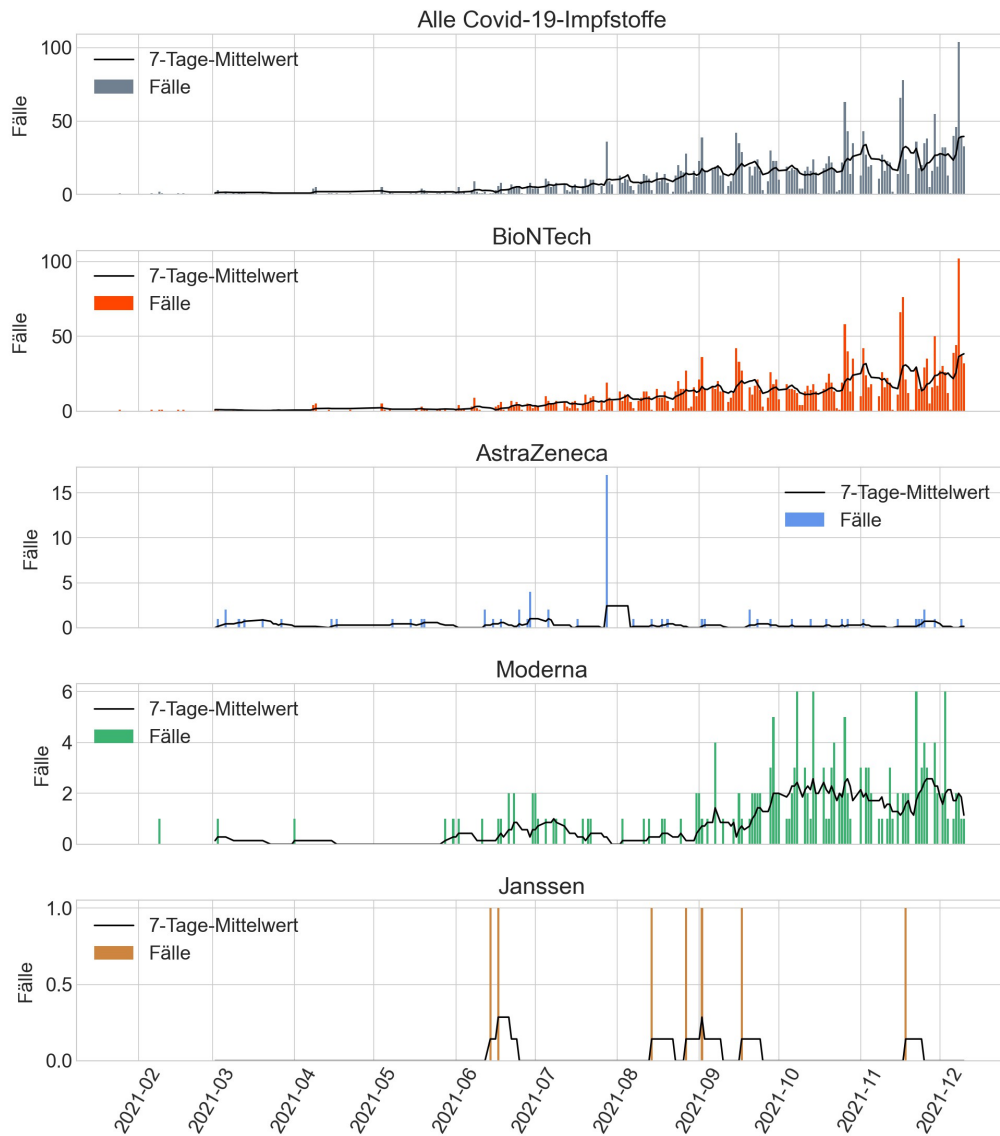 Alle Covid-19-Impfstoffe
100
50
0
Fälle
7-Tage-Mittelwert
Fälle
BioNTech
100
50
0
Fälle
7-Tage-Mittelwert
Fälle
AstraZeneca
15
10
5
0
Fälle
7-Tage-Mittelwert
Fälle
Moderna
6
4
2
0
Fälle
7-Tage-Mittelwert
Fälle
Janssen
1.0
0.5
0.0
Fälle
7-Tage-Mittelwert
Fälle
2021-02
2021-03
2021-04
2021-05
2021-06
2021-07
2021-08
2021-09
2021-10
2021-11
2021-12